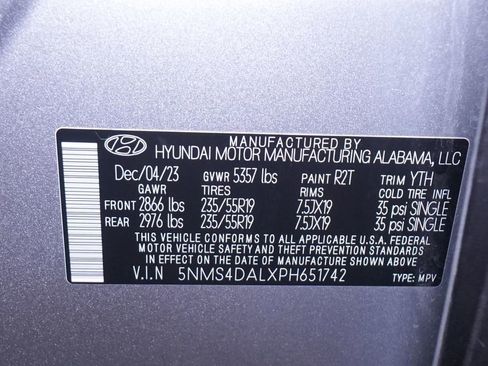 MANUFACTURED BY
HYUNDAI MOTOR MANUFACTURING ALABAMA, LLC
Dec/04/23 GVWR 5357 lbs PAINT R2T TRIM YTH
GAWR TIRES RIMS COLD TIRE INFL
FRONT 2866 lbs 235/55R19 7.5JX19 35 psi SINGLE
REAR 2976 lbs 235/55R19 7.5JX19 35 psi SINGLE
THIS VEHICLE CONFORMS TO ALL APPLICABLE U.S.A. FEDERAL
MOTOR VEHICLE SAFETY AND THEFT PREVENTION STANDARDS
IN EFFECT ON THE DATE OF MANUFACTURE SHOWN ABOVE.
V.I.N 5NMS4DALXPH651742 TYPE: MPV